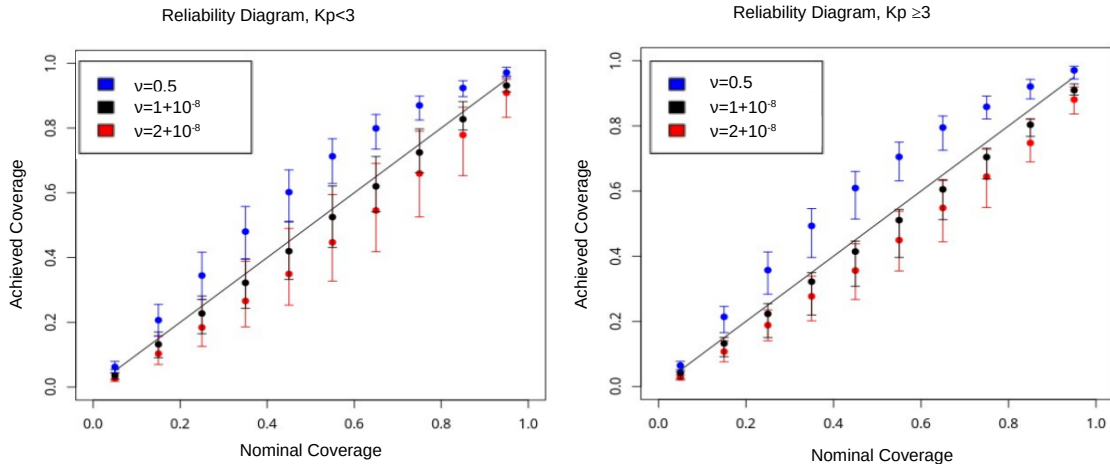 Reliability Diagram, Kp<3
Achieved Coverage
1.0
0.8
0.6
0.4
0.2
0.0
ν=0.5
ν=1+10⁻⁸
ν=2+10⁻⁸
0.0 0.2 0.4 0.6 0.8 1.0
Nominal Coverage
Reliability Diagram, Kp ≥3
Achieved Coverage
1.0
0.8
0.6
0.4
0.2
0.0
ν=0.5
ν=1+10⁻⁸
ν=2+10⁻⁸
0.0 0.2 0.4 0.6 0.8 1.0
Nominal Coverage